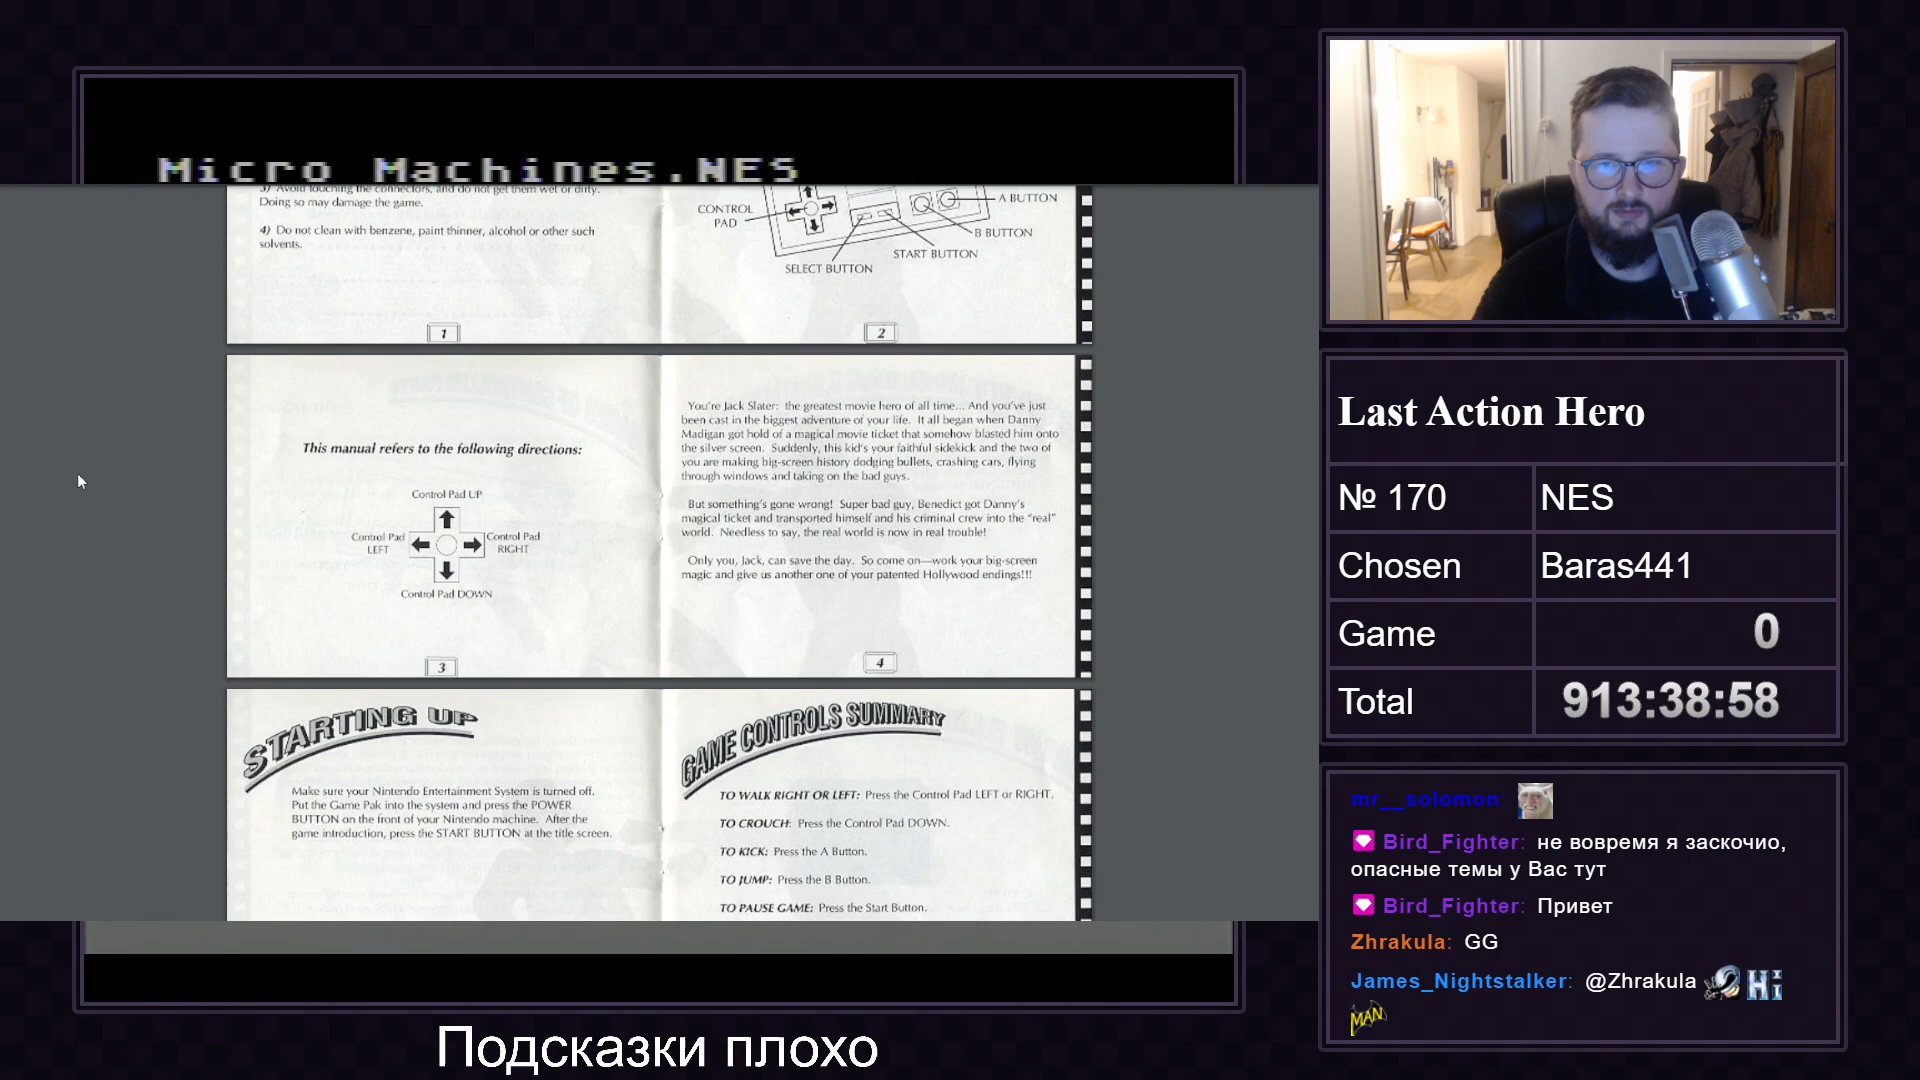 Micro Machines.NES
3) Avoid touching the connectors, and do not get them wet or dirty.
Doing so may damage the game.
4) Do not clean with benzene, paint thinner, alcohol or other such
solvents.
1
CONTROL
PAD
A BUTTON
B BUTTON
START BUTTON
SELECT BUTTON
2
This manual refers to the following directions:
Control Pad UP
Control Pad
LEFT
Control Pad
RIGHT
Control Pad DOWN
3
You're Jack Slater: the greatest movie hero of all time... And you've just
been cast in the biggest adventure of your life. It all began when Danny
Madigan got hold of a magical movie ticket that somehow blasted him onto
the silver screen. Suddenly, this kid's your faithful sidekick and the two of
you are making big-screen history dodging bullets, crashing cars, flying
through windows and taking on the bad guys.
But something's gone wrong! Super bad guy, Benedict got Danny's
magical ticket and transported himself and his criminal crew into the "real"
world. Needless to say, the real world is now in real trouble!
Only you, Jack, can save the day. So come on—work your big-screen
magic and give us another one of your patented Hollywood endings!!!
4
STARTING UP
Make sure your Nintendo Entertainment System is turned off.
Put the Game Pak into the system and press the POWER
BUTTON on the front of your Nintendo machine. After the
game introduction, press the START BUTTON at the title screen.
GAME CONTROLS SUMMARY
TO WALK RIGHT OR LEFT: Press the Control Pad LEFT or RIGHT.
TO CROUCH: Press the Control Pad DOWN.
TO KICK: Press the A Button.
TO JUMP: Press the B Button.
TO PAUSE GAME: Press the Start Button.
Подсказки плохо
Last Action Hero
№ 170 NES
Chosen Baras441
Game 0
Total 913:38:58
mr__solomon:
Bird_Fighter: не вовремя я заскочио,
опасные темы у Вас тут
Bird_Fighter: Привет
Zhrakula: GG
James_Nightstalker: @Zhrakula Hi
MAN